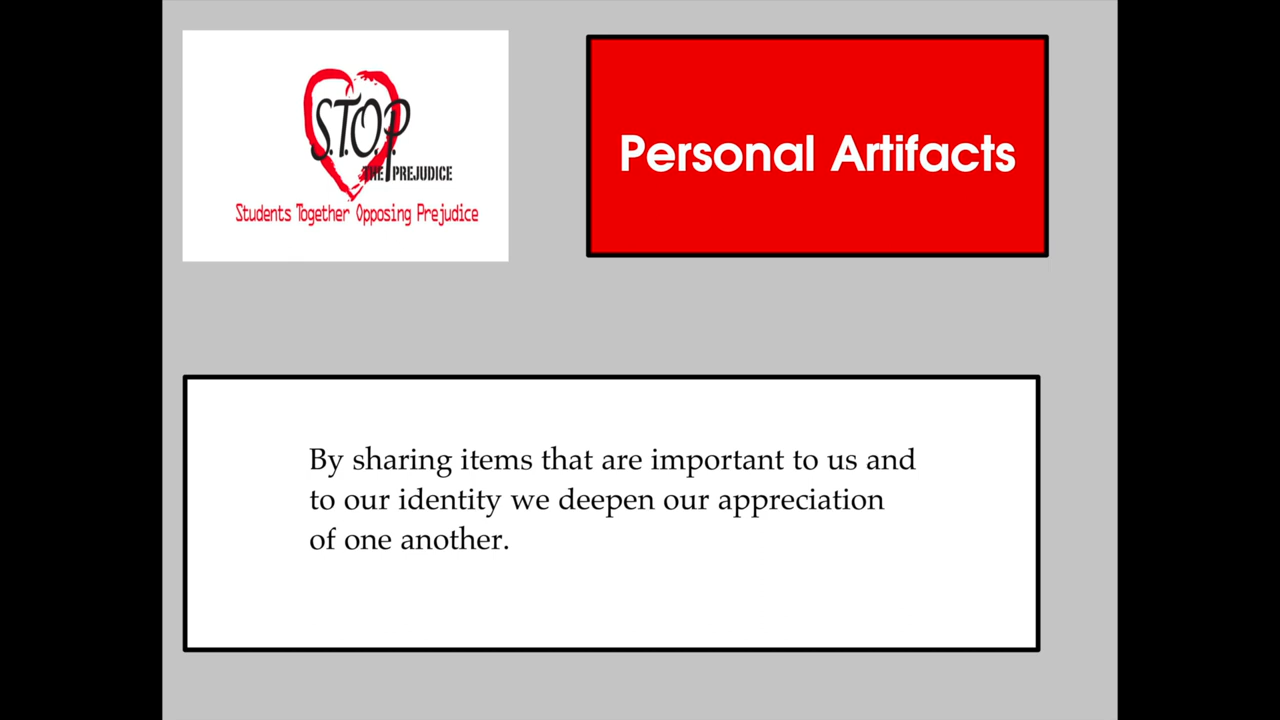 S.T.O.P.
THE PREJUDICE
Students Together Opposing Prejudice
Personal Artifacts
By sharing items that are important to us and
to our identity we deepen our appreciation
of one another.